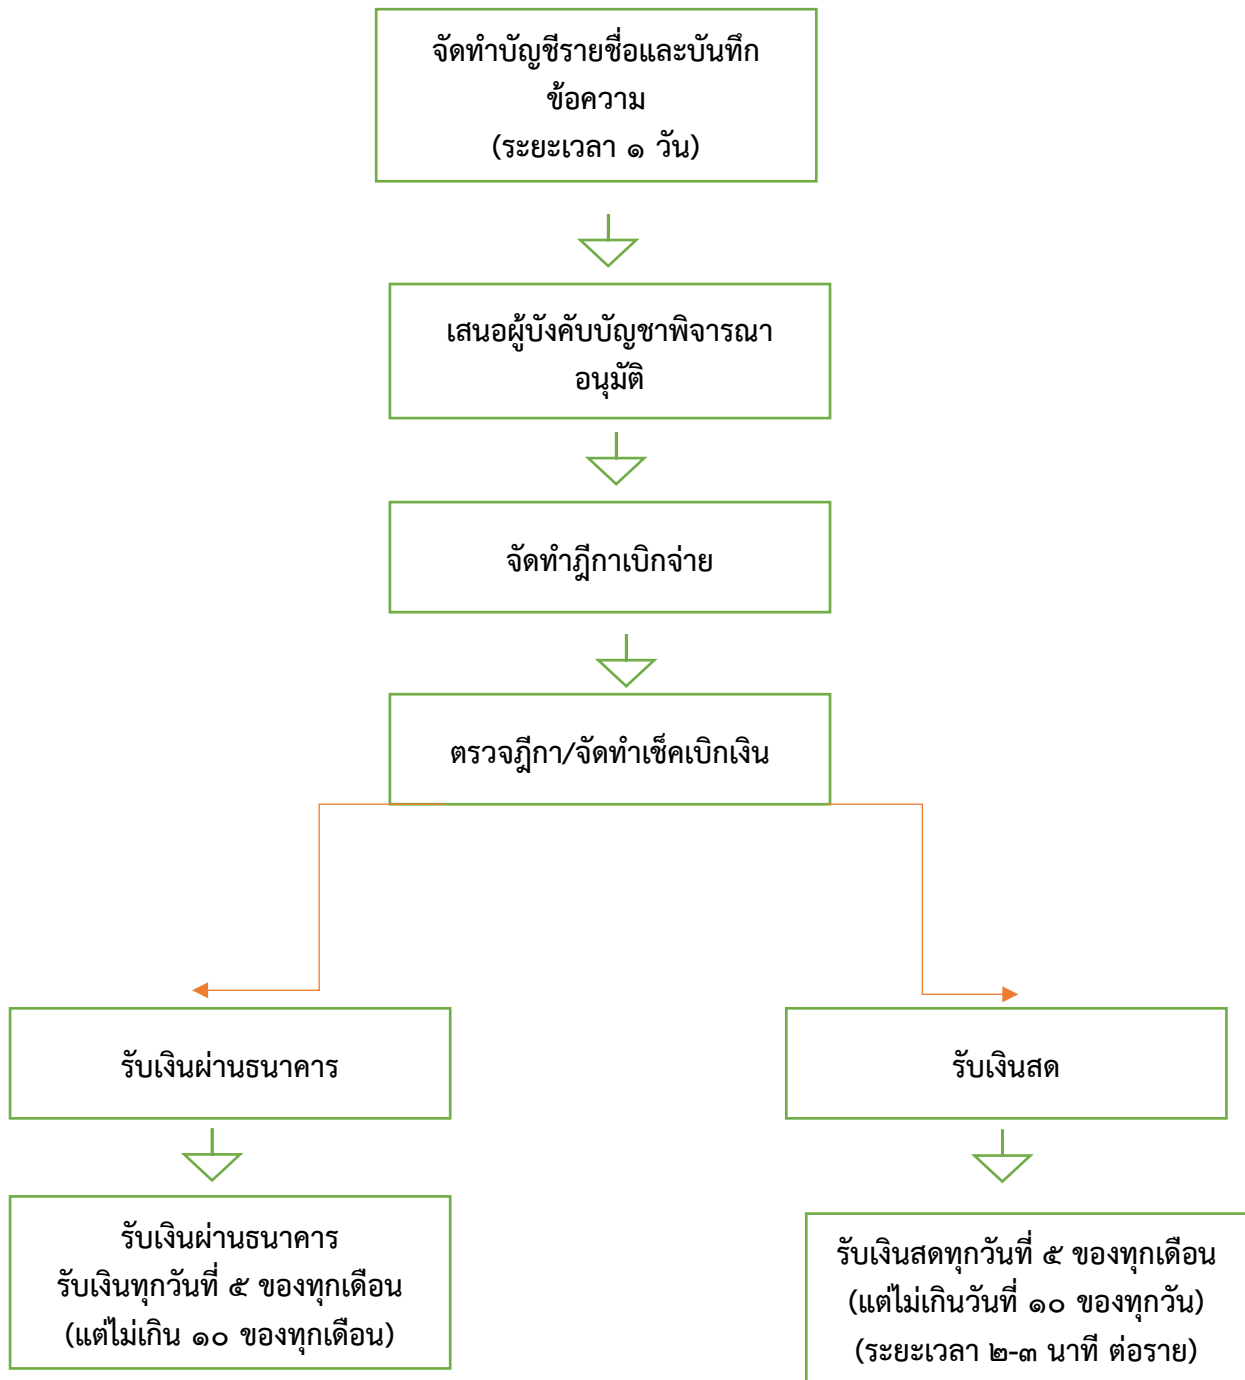 จัดทำบัญชีรายชื่อและบันทึก
ข้อความ
(ระยะเวลา ๑ วัน)
เสนอผู้บังคับบัญชาพิจารณา
อนุมัติ
จัดทำฎีกาเบิกจ่าย
ตรวจฎีกา/จัดทำเช็คเบิกเงิน
รับเงินผ่านธนาคาร
รับเงินสด
รับเงินผ่านธนาคาร
รับเงินทุกวันที่ ๕ ของทุกเดือน
(แต่ไม่เกิน ๑๐ ของทุกเดือน)
รับเงินสดทุกวันที่ ๕ ของทุกเดือน
(แต่ไม่เกินวันที่ ๑๐ ของทุกวัน)
(ระยะเวลา ๒-๓ นาที ต่อราย)